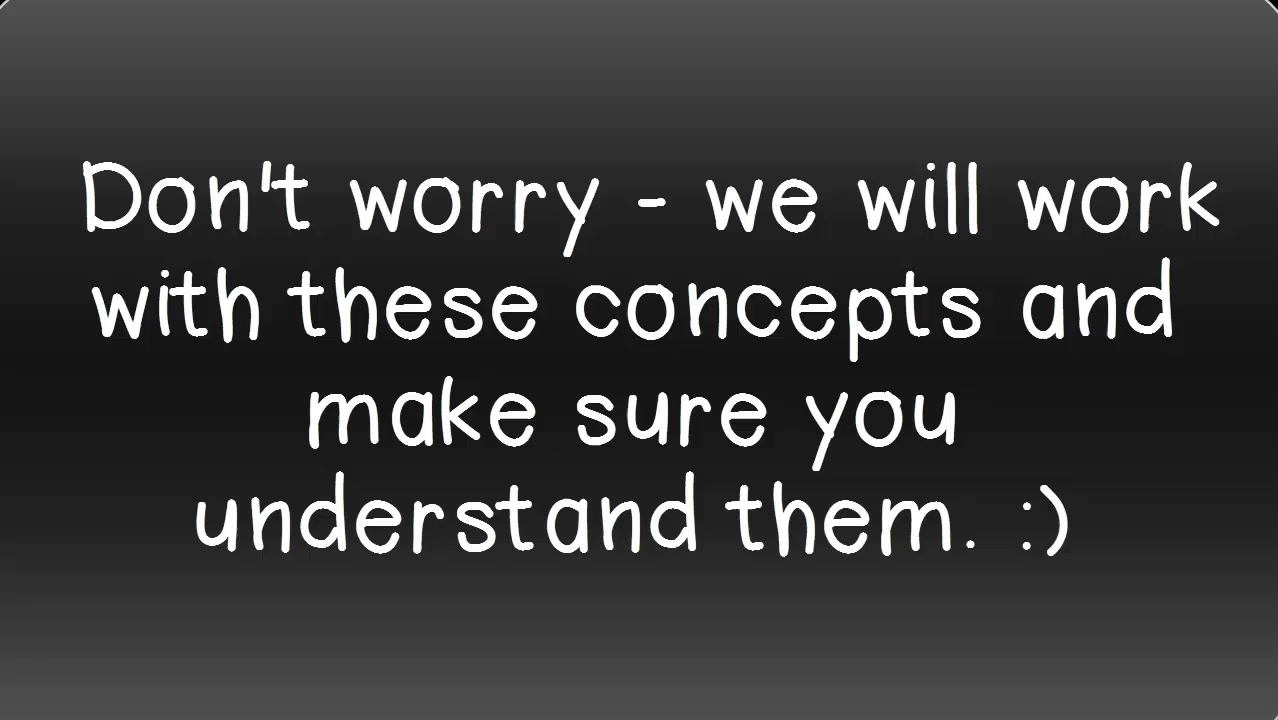 Don't worry - we will work
with these concepts and
make sure you
understand them. :)